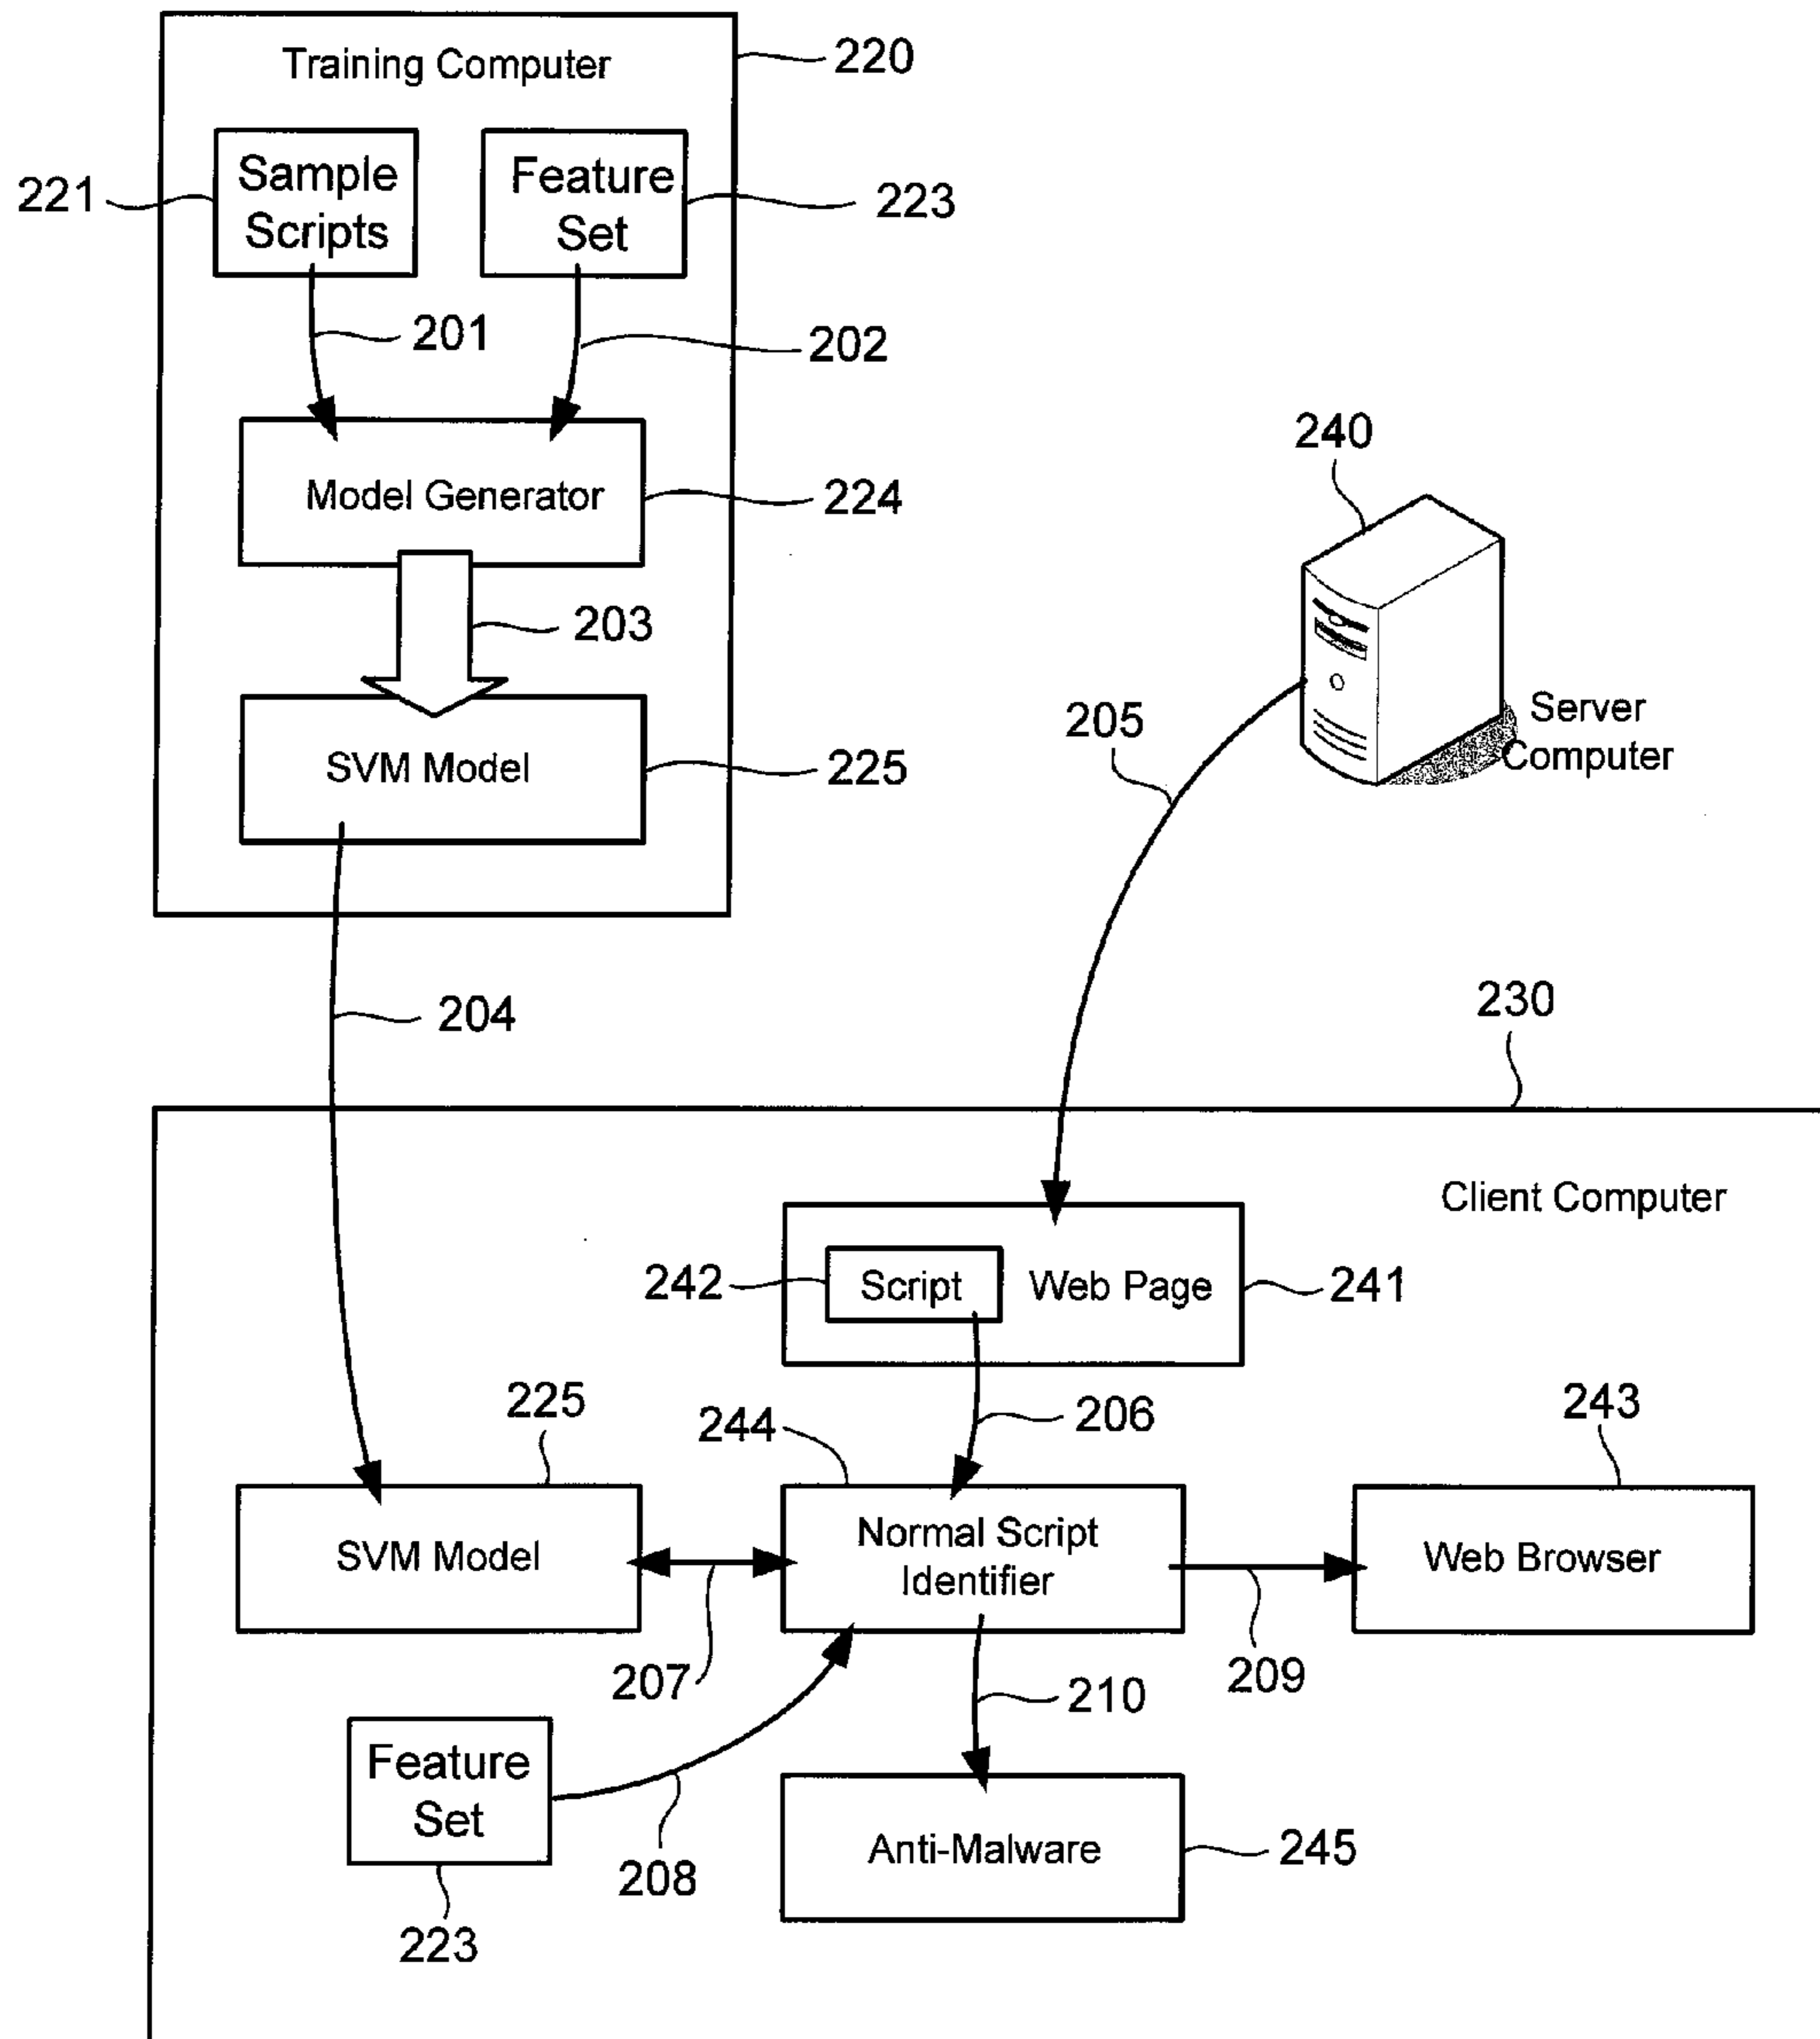 Training Computer
220
Sample
Scripts
221
Feature
Set
223
201
202
Model Generator
224
203
SVM Model
225
240
Server
Computer
205
204
230
Client Computer
242
Script
Web Page
241
206
225
244
243
SVM Model
Normal Script
Identifier
Web Browser
207
209
210
Feature
Set
208
223
Anti-Malware
245